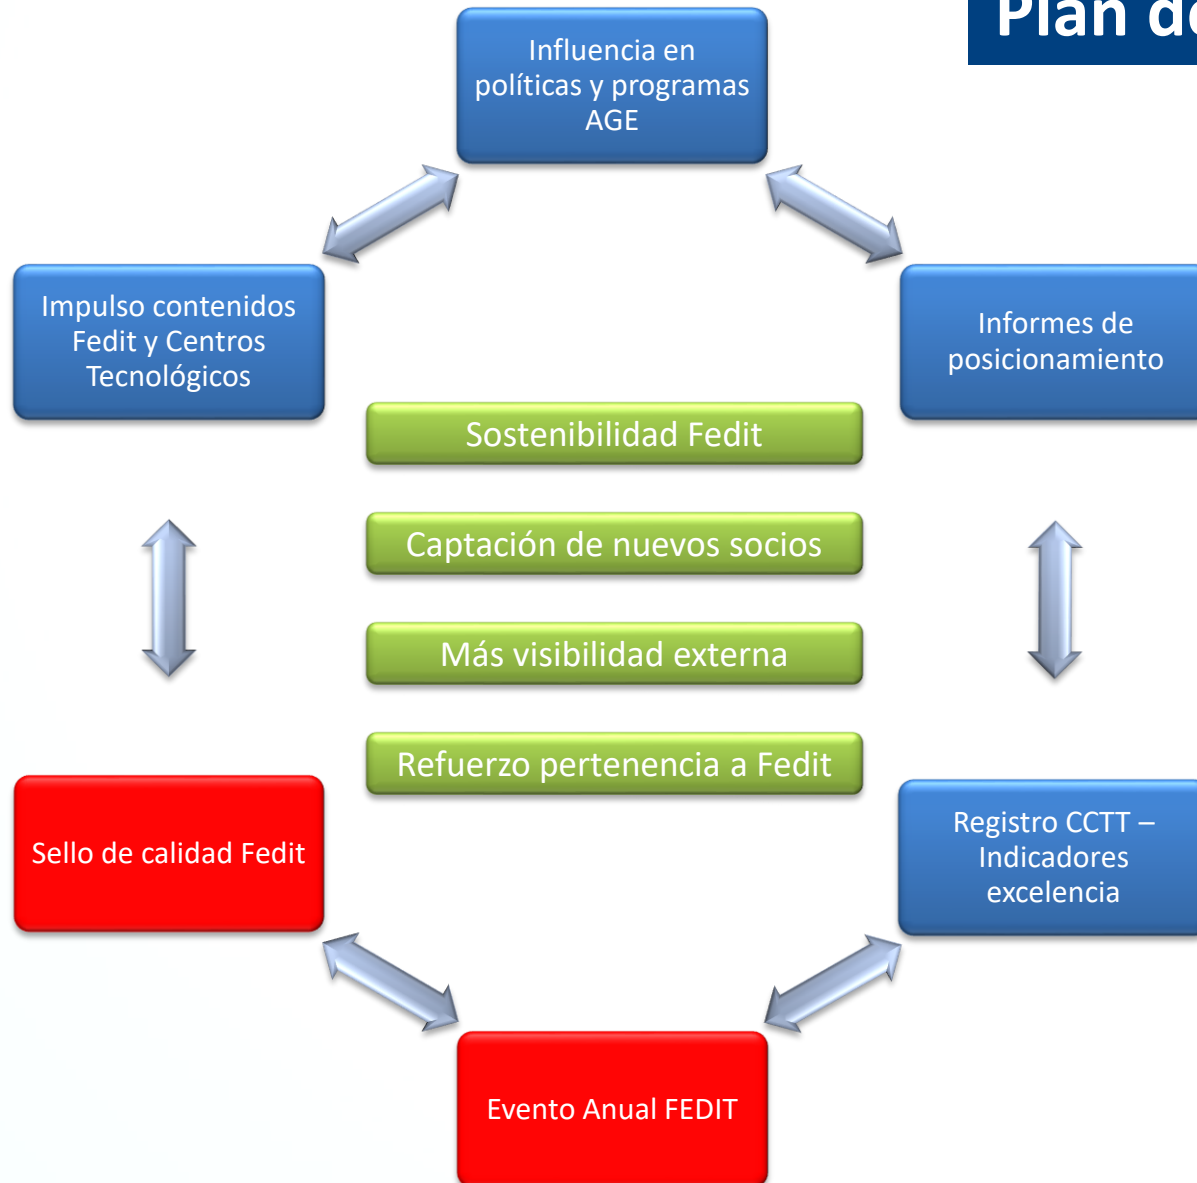 Plan de
Influencia en
políticas y programas
AGE
Impulso contenidos
Fedit y Centros
Tecnológicos
Informes de
posicionamiento
Sostenibilidad Fedit
Captación de nuevos socios
Más visibilidad externa
Refuerzo pertenencia a Fedit
Sello de calidad Fedit
Registro CCTT –
Indicadores
excelencia
Evento Anual FEDIT